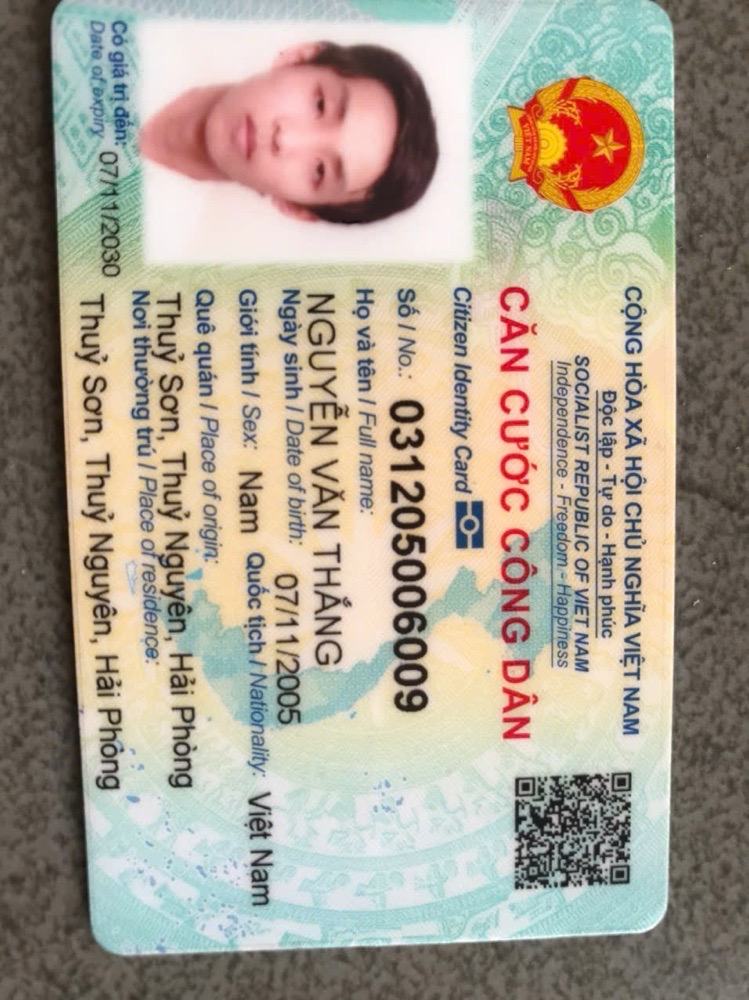 CỘNG HÒA XÃ HỘI CHỦ NGHĨA VIỆT NAM
Độc lập - Tự do - Hạnh phúc
SOCIALIST REPUBLIC OF VIET NAM
Independence - Freedom - Happiness
CĂN CƯỚC CÔNG DÂN
Citizen Identity Card
Số / No.: 031205006009
Họ và tên / Full name:
NGUYỄN VĂN THẮNG
Ngày sinh / Date of birth: 07/11/2005
Giới tính / Sex: Nam Quốc tịch / Nationality: Việt Nam
Quê quán / Place of origin:
Thuỷ Sơn, Thuỷ Nguyên, Hải Phòng
Nơi thường trú / Place of residence:
Thuỷ Sơn, Thuỷ Nguyên, Hải Phòng
Có giá trị đến: 07/11/2030
Date of expiry
VIỆT NAM